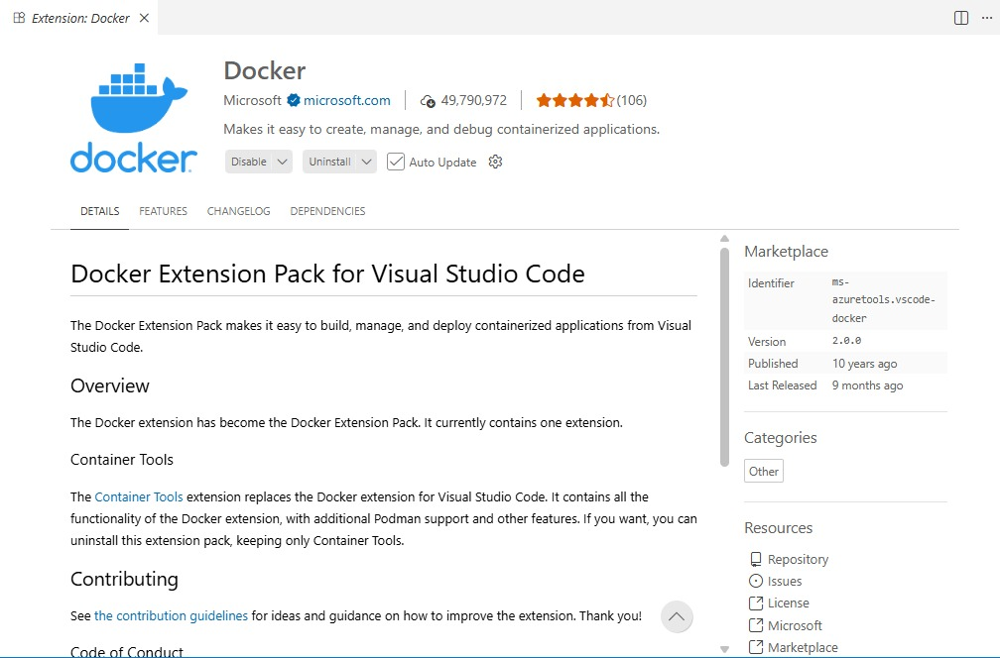 Extension: Docker
docker
Docker
Microsoft microsoft.com 49,790,972 (106)
Makes it easy to create, manage, and debug containerized applications.
Disable Uninstall Auto Update
DETAILS FEATURES CHANGELOG DEPENDENCIES
Docker Extension Pack for Visual Studio Code
The Docker Extension Pack makes it easy to build, manage, and deploy containerized applications from Visual
Studio Code.
Overview
The Docker extension has become the Docker Extension Pack. It currently contains one extension.
Container Tools
The Container Tools extension replaces the Docker extension for Visual Studio Code. It contains all the
functionality of the Docker extension, with additional Podman support and other features. If you want, you can
uninstall this extension pack, keeping only Container Tools.
Contributing
See the contribution guidelines for ideas and guidance on how to improve the extension. Thank you!
Code of Conduct
Marketplace
Identifier ms-
azuretools.vscode-
docker
Version 2.0.0
Published 10 years ago
Last Released 9 months ago
Categories
Other
Resources
Repository
Issues
License
Microsoft
Marketplace